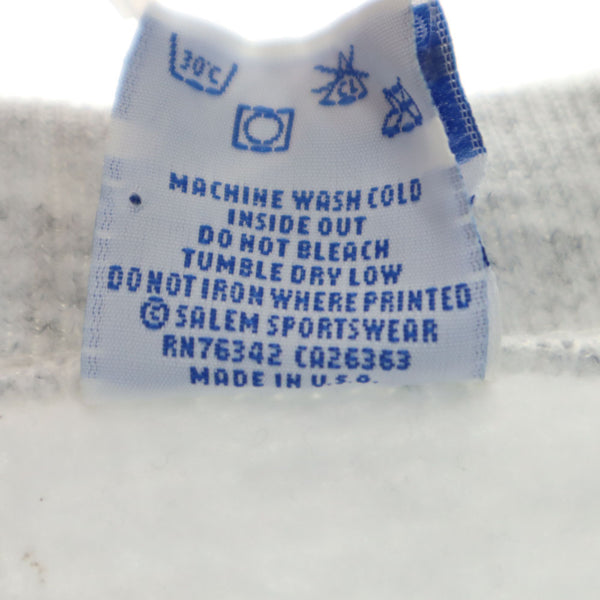 30°C
CL
MACHINE WASH COLD
INSIDE OUT
DO NOT BLEACH
TUMBLE DRY LOW
DO NOT IRON WHERE PRINTED
© SALEM SPORTSWEAR
RN76342 CA26363
MADE IN U.S.A.